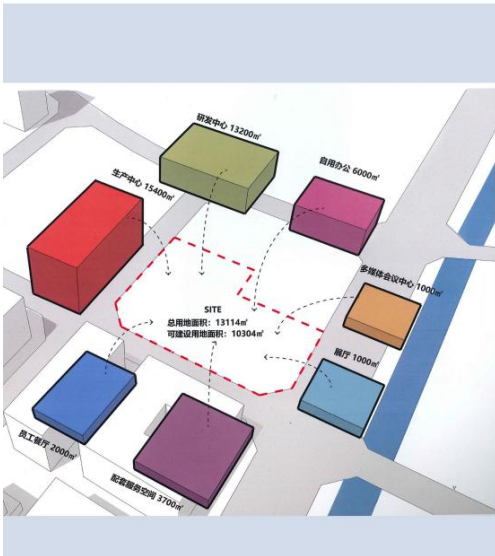 研发中心 13200㎡
自用办公 6000㎡
生产中心 15400㎡
多媒体会议中心 1000㎡
SITE
总用地面积：13114㎡
可建设用地面积：10304㎡
展厅 1000㎡
员工餐厅 2000㎡
配套服务空间 3700㎡